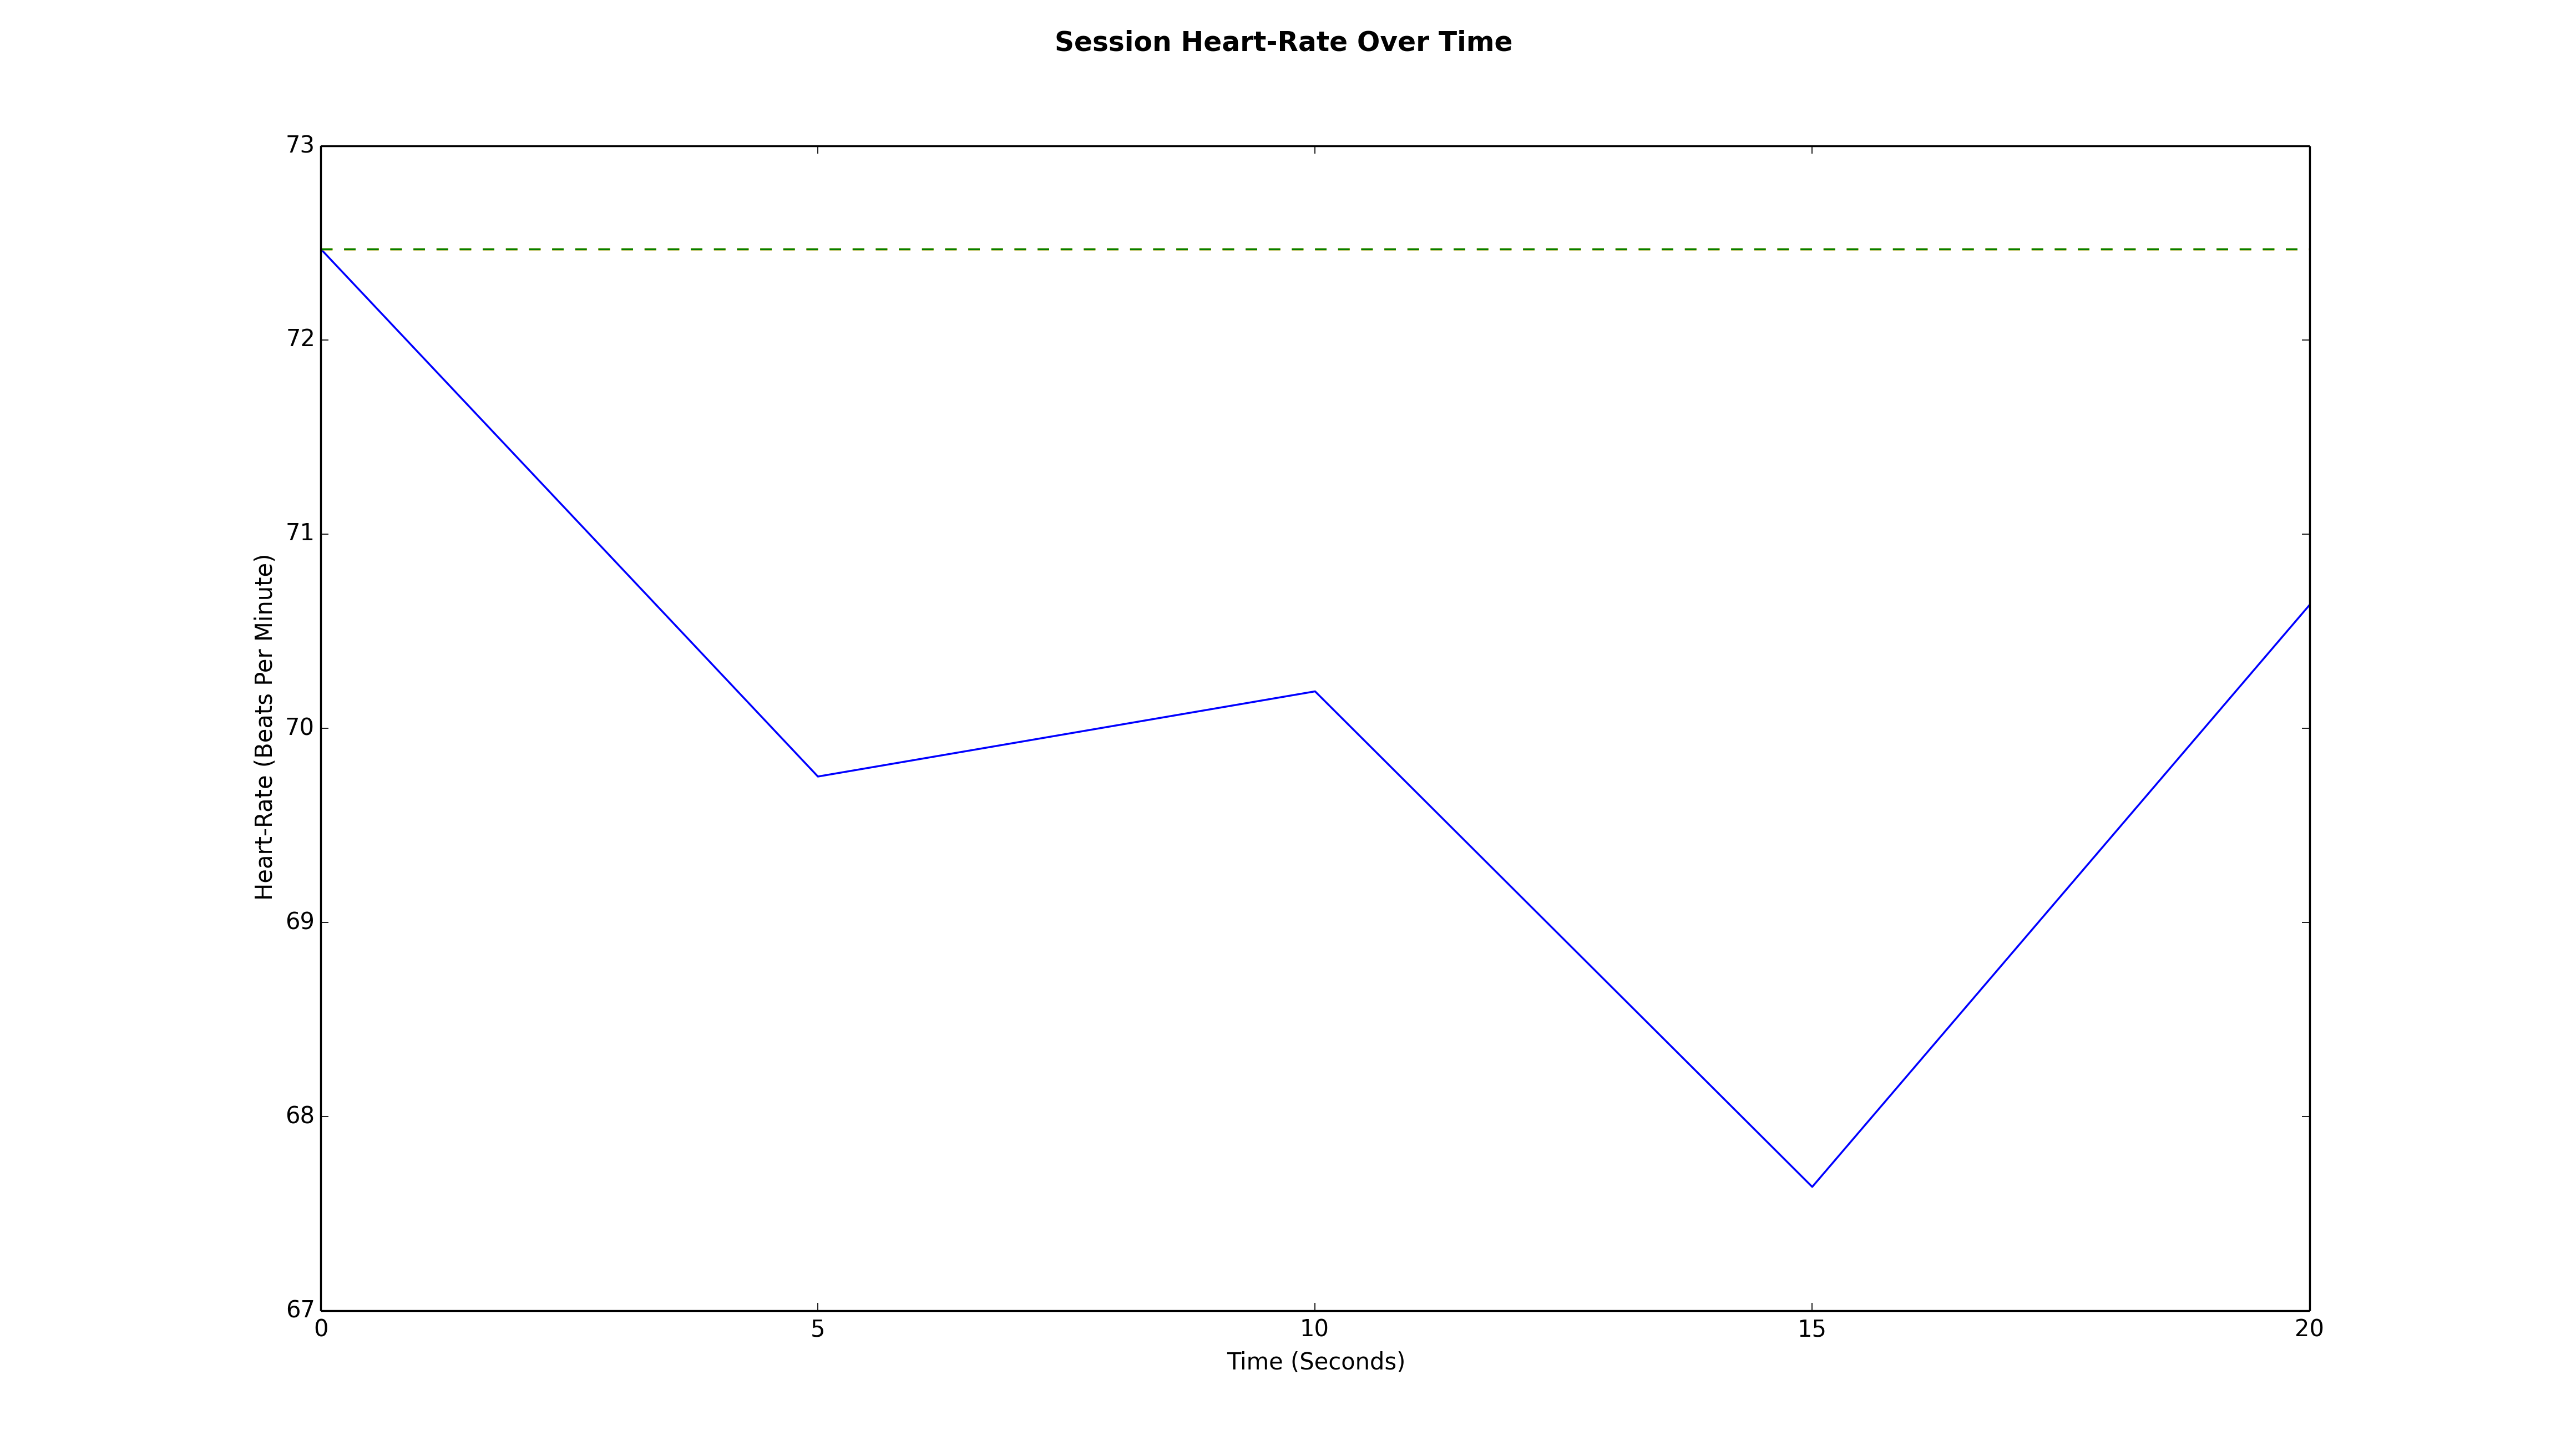 Session Heart-Rate Over Time
73
72
71
70
69
68
67
Heart-Rate (Beats Per Minute)
0 5 10 15 20
Time (Seconds)